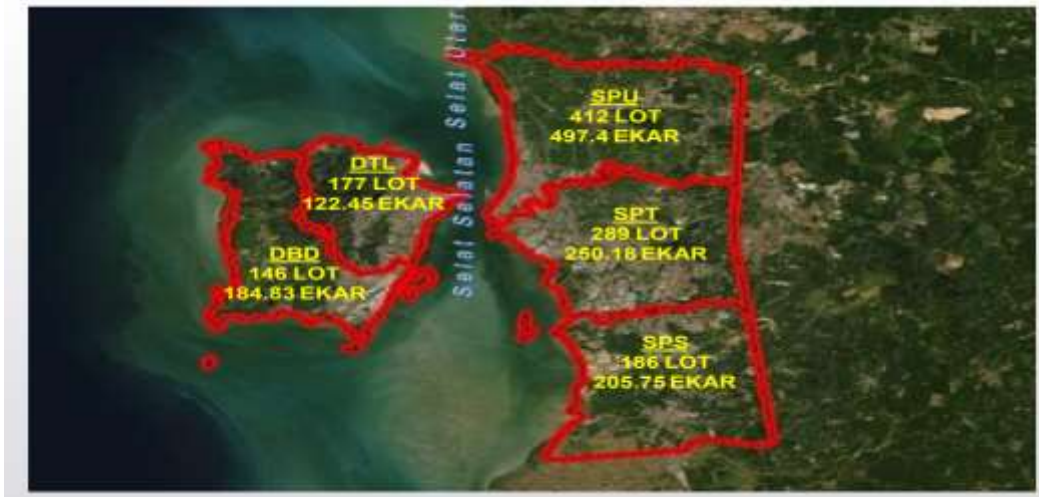 Selat Selatan Selat Utara
SPU
412 LOT
497.4 EKAR
DTL
177 LOT
122.45 EKAR
SPT
289 LOT
250.18 EKAR
DBD
146 LOT
184.83 EKAR
SPS
186 LOT
205.75 EKAR